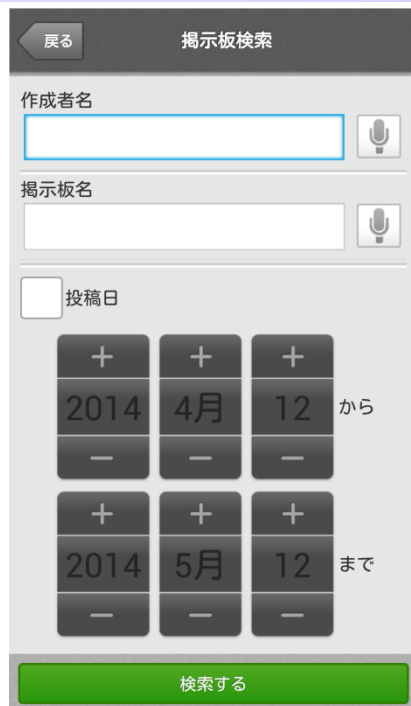 戻る 掲示板検索
作成者名
掲示板名
投稿日
+ + +
2014 4月 12 から
− − −
+ + +
2014 5月 12 まで
− − −
検索する